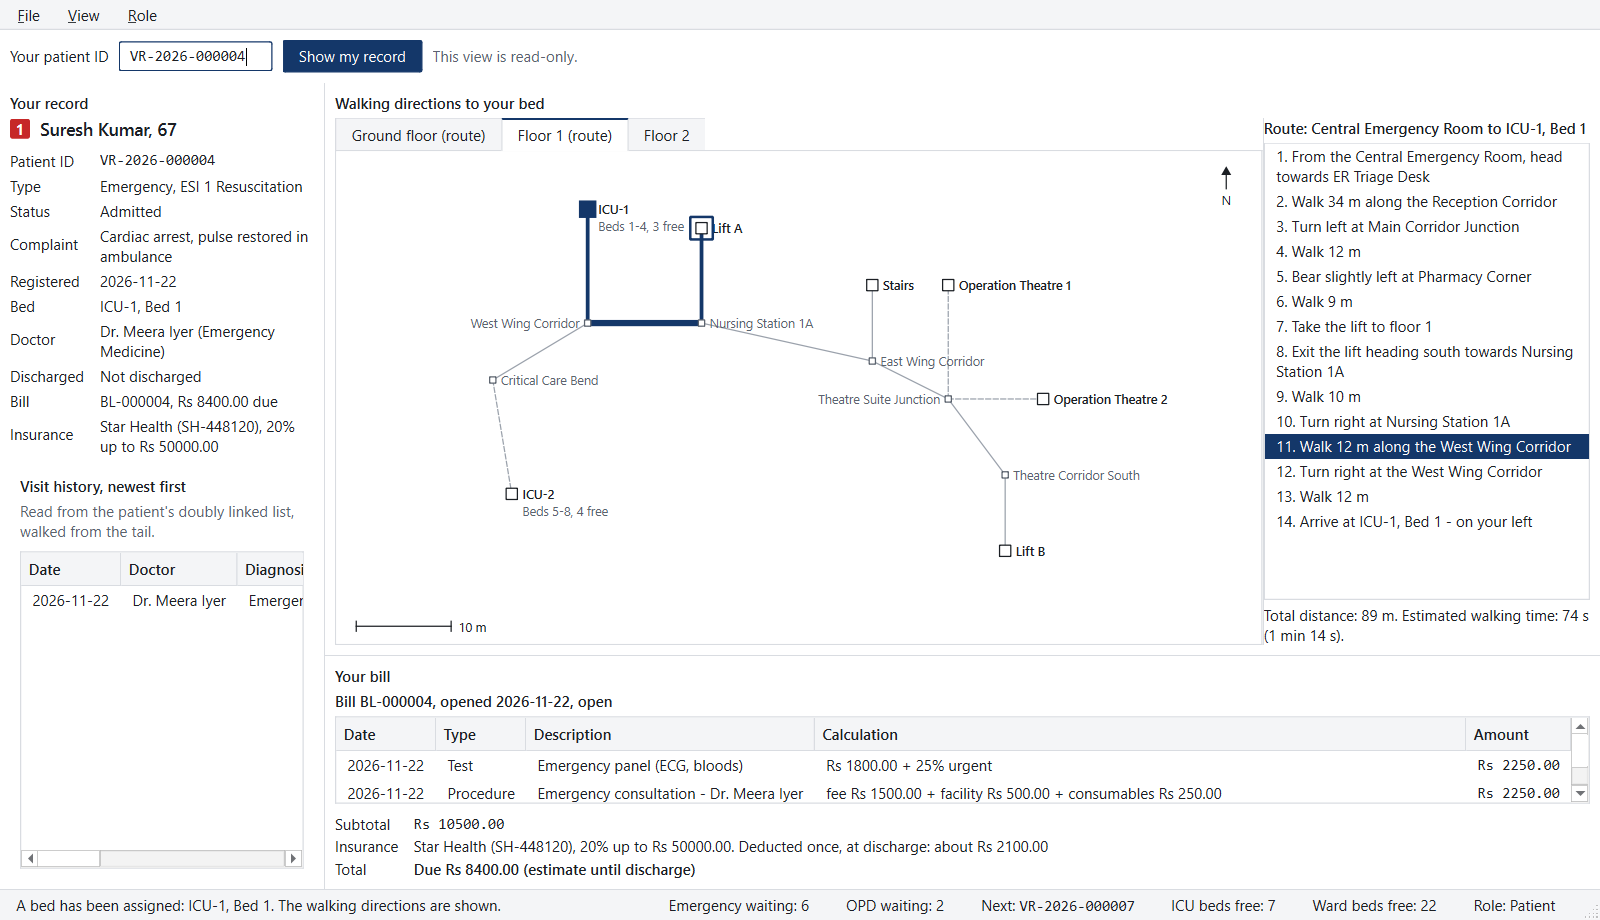 File View Role
Your patient ID VR-2026-000004 Show my record This view is read-only.
Your record
1 Suresh Kumar, 67
Patient ID VR-2026-000004
Type Emergency, ESI 1 Resuscitation
Status Admitted
Complaint Cardiac arrest, pulse restored in
ambulance
Registered 2026-11-22
Bed ICU-1, Bed 1
Doctor Dr. Meera Iyer (Emergency
Medicine)
Discharged Not discharged
Bill BL-000004, Rs 8400.00 due
Insurance Star Health (SH-448120), 20%
up to Rs 50000.00
Visit history, newest first
Read from the patient's doubly linked list,
walked from the tail.
Date Doctor Diagnosi
2026-11-22 Dr. Meera Iyer Emerger
Walking directions to your bed
Ground floor (route) Floor 1 (route) Floor 2
N
ICU-1
Beds 1-4, 3 free
Lift A
Stairs
Operation Theatre 1
West Wing Corridor
Nursing Station 1A
East Wing Corridor
Critical Care Bend
Theatre Suite Junction
Operation Theatre 2
Theatre Corridor South
ICU-2
Beds 5-8, 4 free
Lift B
10 m
Route: Central Emergency Room to ICU-1, Bed 1
1. From the Central Emergency Room, head
towards ER Triage Desk
2. Walk 34 m along the Reception Corridor
3. Turn left at Main Corridor Junction
4. Walk 12 m
5. Bear slightly left at Pharmacy Corner
6. Walk 9 m
7. Take the lift to floor 1
8. Exit the lift heading south towards Nursing
Station 1A
9. Walk 10 m
10. Turn right at Nursing Station 1A
11. Walk 12 m along the West Wing Corridor
12. Turn right at the West Wing Corridor
13. Walk 12 m
14. Arrive at ICU-1, Bed 1 - on your left
Total distance: 89 m. Estimated walking time: 74 s
(1 min 14 s).
Your bill
Bill BL-000004, opened 2026-11-22, open
Date Type Description Calculation Amount
2026-11-22 Test Emergency panel (ECG, bloods) Rs 1800.00 + 25% urgent Rs 2250.00
2026-11-22 Procedure Emergency consultation - Dr. Meera Iyer fee Rs 1500.00 + facility Rs 500.00 + consumables Rs 250.00 Rs 2250.00
Subtotal Rs 10500.00
Insurance Star Health (SH-448120), 20% up to Rs 50000.00. Deducted once, at discharge: about Rs 2100.00
Total Due Rs 8400.00 (estimate until discharge)
A bed has been assigned: ICU-1, Bed 1. The walking directions are shown. Emergency waiting: 6 OPD waiting: 2 Next: VR-2026-000007 ICU beds free: 7 Ward beds free: 22 Role: Patient